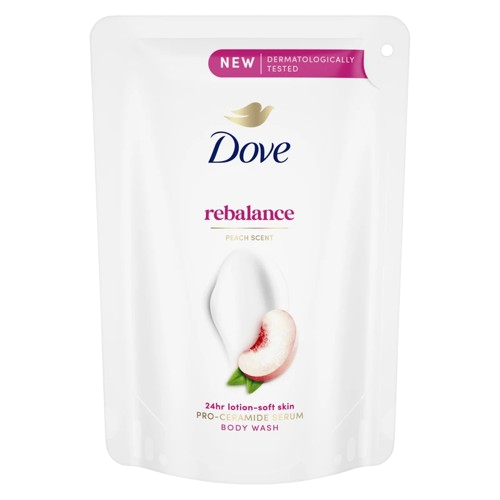 NEW
DERMATOLOGICALLY
TESTED
Dove
rebalance
PEACH SCENT
24hr lotion-soft skin
PRO-CERAMIDE SERUM
BODY WASH